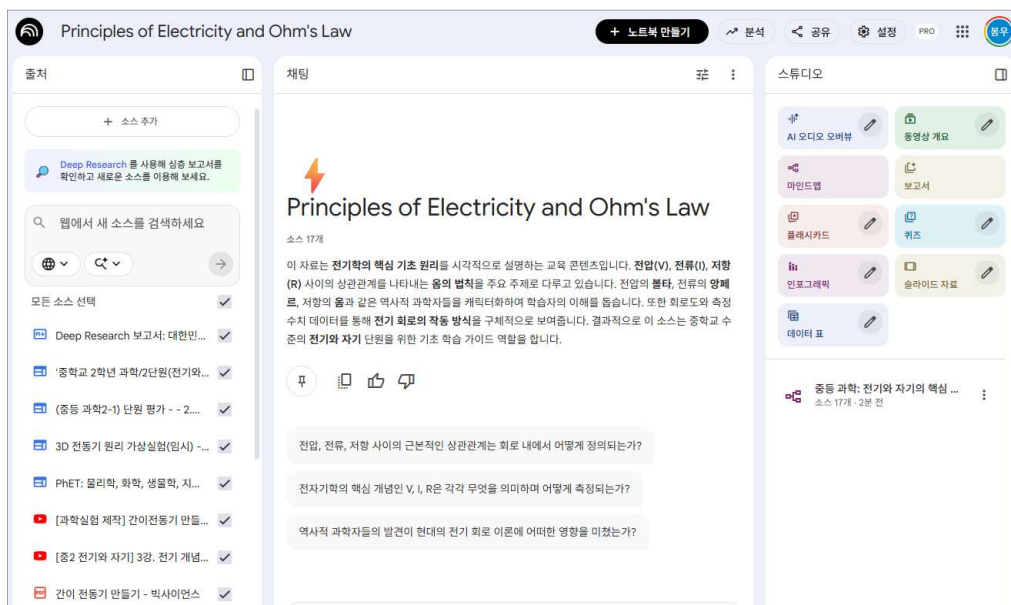 Principles of Electricity and Ohm's Law
+ 노트북 만들기
분석
공유
설정
PRO
봄우
출처
+ 소스 추가
Deep Research 를 사용해 심층 보고서를
확인하고 새로운 소스를 이용해 보세요.
웹에서 새 소스를 검색하세요
모든 소스 선택
Deep Research 보고서: 대한민...
'중학교 2학년 과학/2단원(전기와...
(중등 과학2-1) 단원 평가 - - 2....
3D 전동기 원리 가상실험(임시) -...
PhET: 물리학, 화학, 생물학, 지...
[과학실험 제작] 간이전동기 만들...
[중2 전기와 자기] 3강. 전기 개념...
간이 전동기 만들기 - 빅사이언스
채팅
Principles of Electricity and Ohm's Law
소스 17개
이 자료는 전기학의 핵심 기초 원리를 시각적으로 설명하는 교육 콘텐츠입니다. 전압(V), 전류(I), 저항
(R) 사이의 상관관계를 나타내는 옴의 법칙을 주요 주제로 다루고 있습니다. 전압의 볼타, 전류의 앙페
르, 저항의 옴과 같은 역사적 과학자들을 캐릭터화하여 학습자의 이해를 돕습니다. 또한 회로도와 측정
수치 데이터를 통해 전기 회로의 작동 방식을 구체적으로 보여줍니다. 결과적으로 이 소스는 중학교 수
준의 전기와 자기 단원을 위한 기초 학습 가이드 역할을 합니다.
전압, 전류, 저항 사이의 근본적인 상관관계는 회로 내에서 어떻게 정의되는가?
전자기학의 핵심 개념인 V, I, R은 각각 무엇을 의미하며 어떻게 측정되는가?
역사적 과학자들의 발견이 현대의 전기 회로 이론에 어떠한 영향을 미쳤는가?
스튜디오
AI 오디오 오버뷰
동영상 개요
마인드맵
보고서
플래시카드
퀴즈
인포그래픽
슬라이드 자료
데이터 표
중등 과학: 전기와 자기의 핵심 ...
소스 17개 · 2분 전